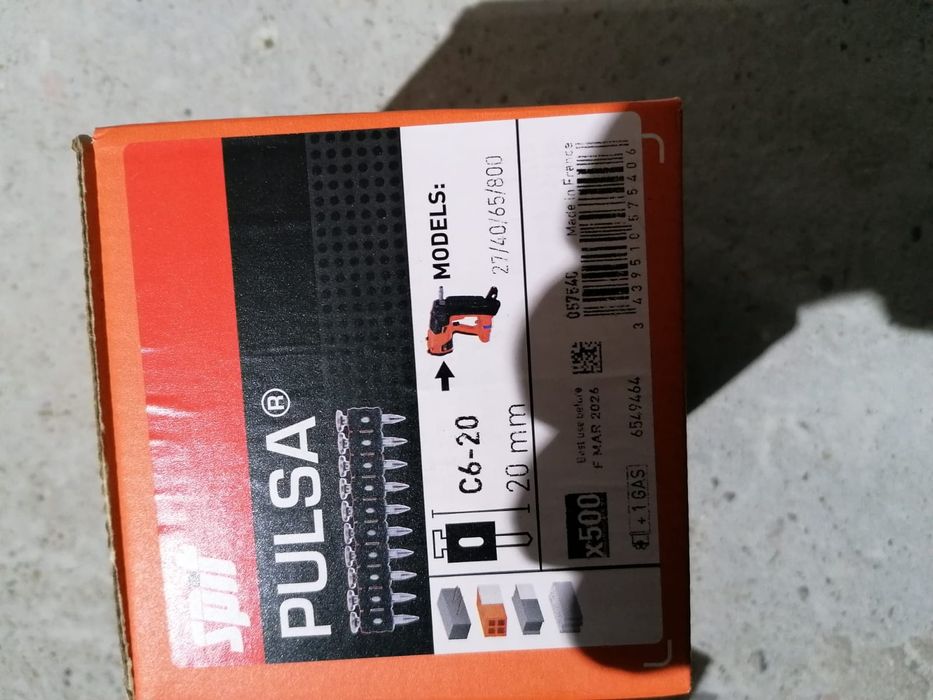 Spit
PULSA®
C6-20
20 mm
MODELS:
27/40/65/800
x500
+ 1 GAS
Best use before
F MAR 2026
6549464
057540 Made in France
3 439510 575406